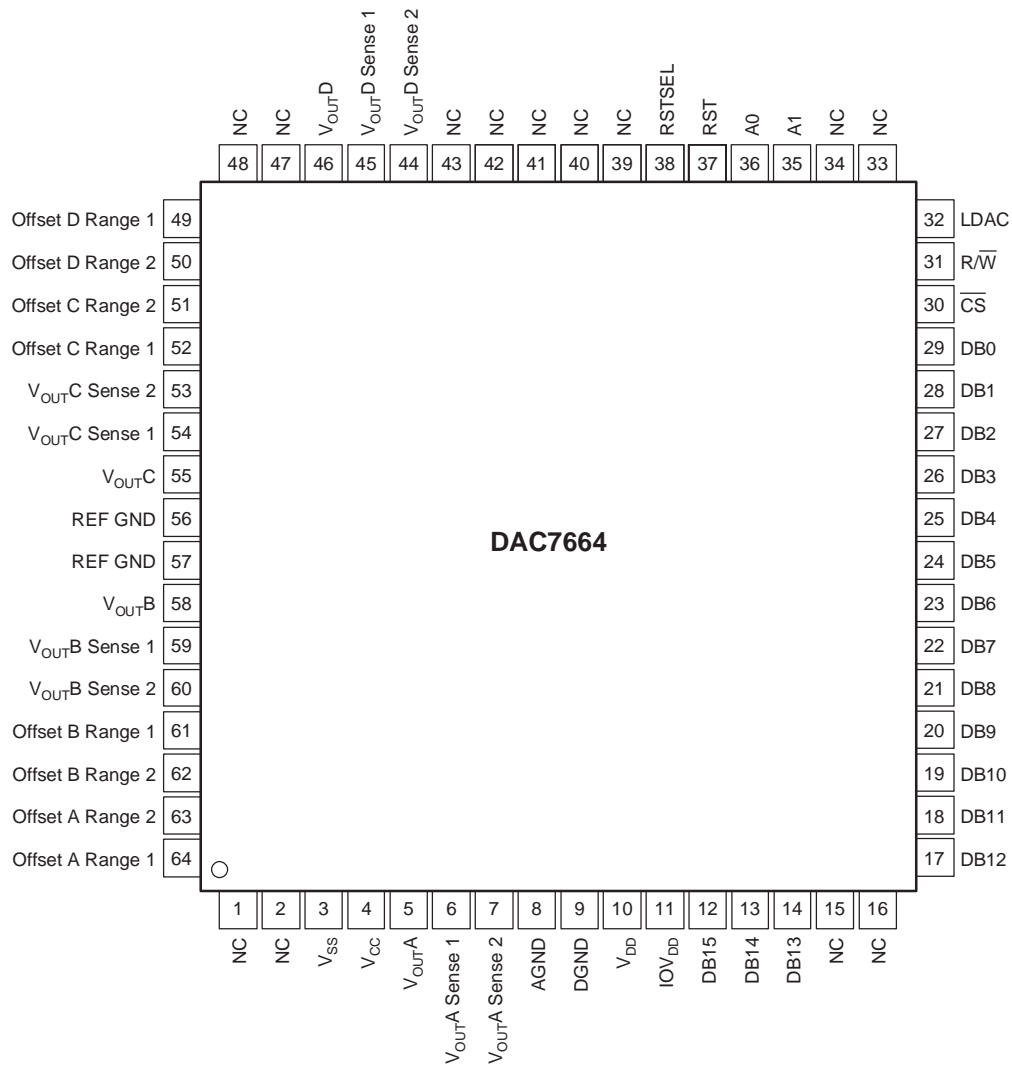 NC NC VOUTD VOUTD Sense 1 VOUTD Sense 2 NC NC NC NC NC RSTSEL RST A0 A1 NC NC
48 47 46 45 44 43 42 41 40 39 38 37 36 35 34 33
Offset D Range 1 49 32 LDAC
Offset D Range 2 50 31 R/W̅
Offset C Range 2 51 30 C̅S̅
Offset C Range 1 52 29 DB0
VOUTC Sense 2 53 28 DB1
VOUTC Sense 1 54 27 DB2
VOUTC 55 26 DB3
REF GND 56 25 DB4
DAC7664
REF GND 57 24 DB5
VOUTB 58 23 DB6
VOUTB Sense 1 59 22 DB7
VOUTB Sense 2 60 21 DB8
Offset B Range 1 61 20 DB9
Offset B Range 2 62 19 DB10
Offset A Range 2 63 18 DB11
Offset A Range 1 64 17 DB12
1 2 3 4 5 6 7 8 9 10 11 12 13 14 15 16
NC NC VSS VCC VOUTA VOUTA Sense 1 VOUTA Sense 2 AGND DGND VDD IOVDD DB15 DB14 DB13 NC NC